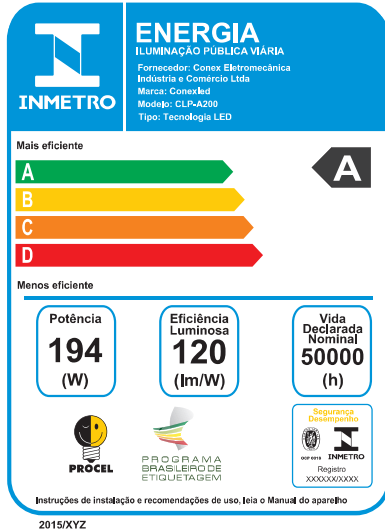 INMETRO
ENERGIA
ILUMINAÇÃO PÚBLICA VIÁRIA
Fornecedor: Conex Eletromecânica
Indústria e Comércio Ltda
Marca: Conexled
Modelo: CLP-A200
Tipo: Tecnologia LED
Mais eficiente
A
A
B
C
D
Menos eficiente
Potência
194
(W)
Eficiência
Luminosa
120
(lm/W)
Vida
Declarada
Nominal
50000
(h)
PROCEL
PROGRAMA
BRASILEIRO DE
ETIQUETAGEM
Segurança
Desempenho
OCP 0018
INMETRO
Registro
XXXXXX/XXXX
Instruções de instalação e recomendações de uso, leia o Manual do aparelho
2015/XYZ